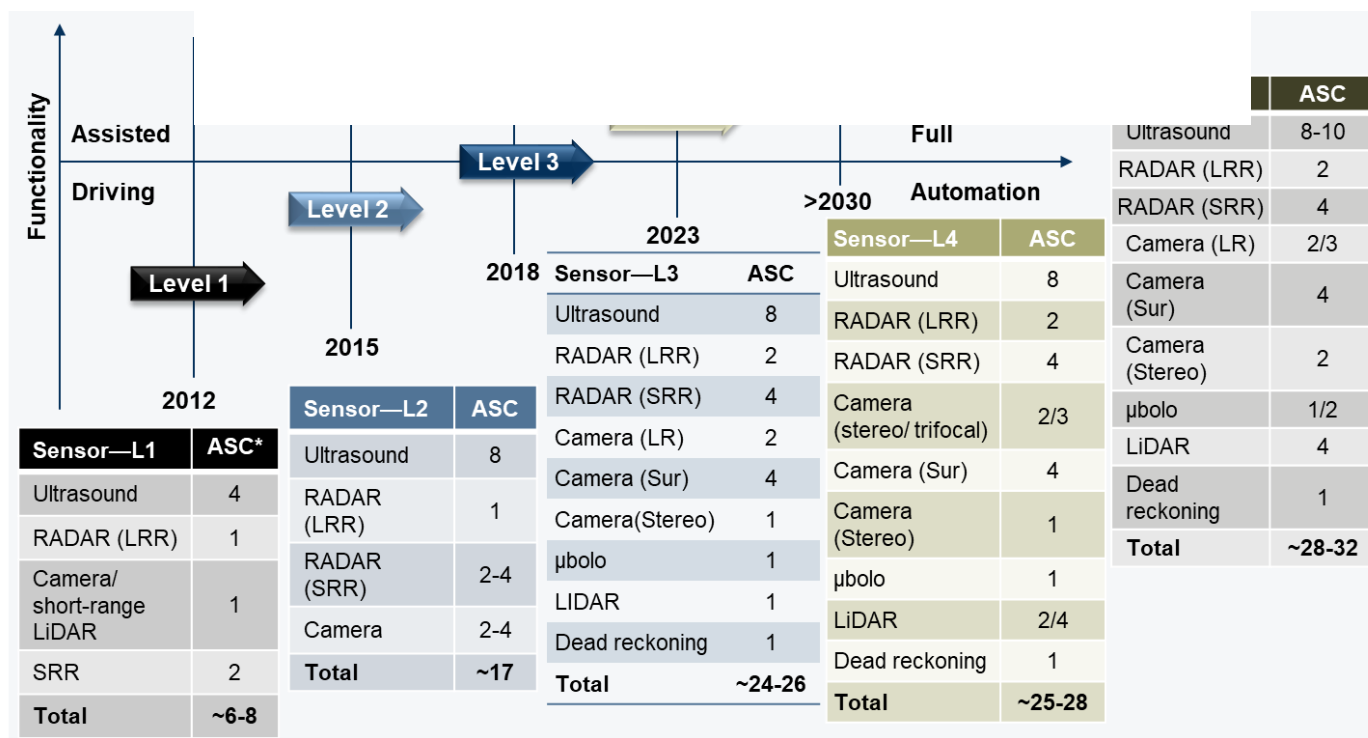 Functionality
Assisted
Driving
Full
Automation
Level 1
Level 2
Level 3
2012
2015
2018
2023
>2030
Sensor—L1 ASC*
Ultrasound 4
RADAR (LRR) 1
Camera/
short-range
LiDAR
1
SRR 2
Total ~6-8
Sensor—L2 ASC
Ultrasound 8
RADAR
(LRR)
1
RADAR
(SRR)
2-4
Camera 2-4
Total ~17
Sensor—L3 ASC
Ultrasound 8
RADAR (LRR) 2
RADAR (SRR) 4
Camera (LR) 2
Camera (Sur) 4
Camera(Stereo) 1
µbolo 1
LIDAR 1
Dead reckoning 1
Total ~24-26
Sensor—L4 ASC
Ultrasound 8
RADAR (LRR) 2
RADAR (SRR) 4
Camera
(stereo/ trifocal)
2/3
Camera (Sur) 4
Camera
(Stereo)
1
µbolo 1
LiDAR 2/4
Dead reckoning 1
Total ~25-28
ASC
Ultrasound 8-10
RADAR (LRR) 2
RADAR (SRR) 4
Camera (LR) 2/3
Camera
(Sur)
4
Camera
(Stereo)
2
µbolo 1/2
LiDAR 4
Dead
reckoning
1
Total ~28-32